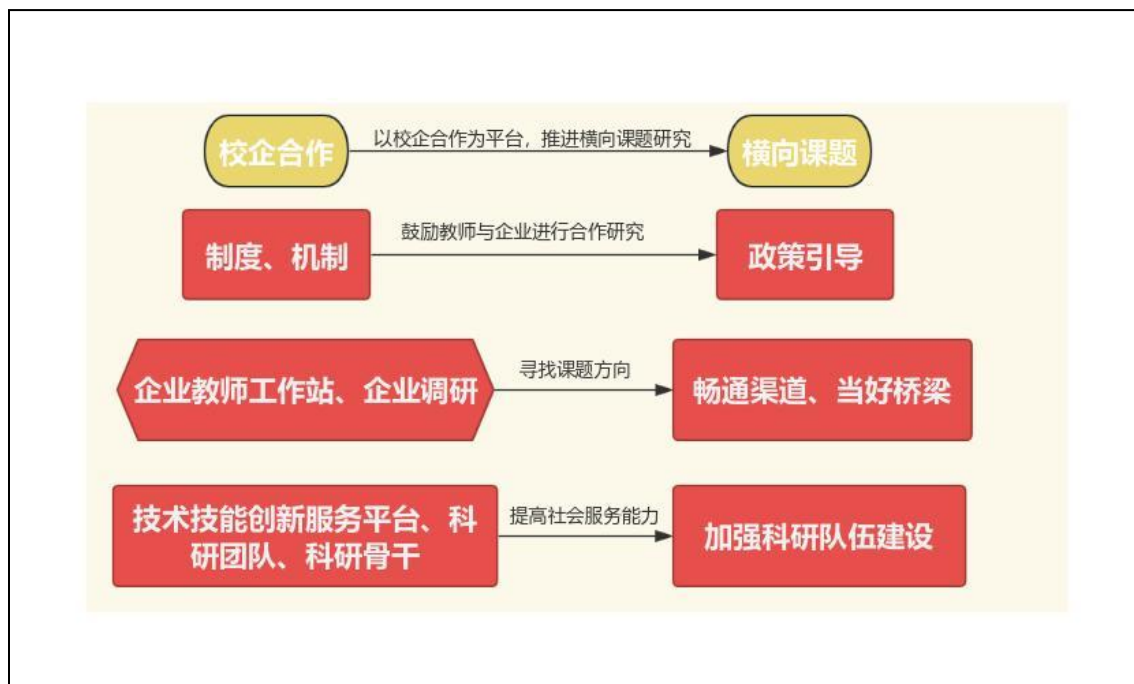 校企合作
以校企合作为平台，推进横向课题研究
横向课题
制度、机制
鼓励教师与企业进行合作研究
政策引导
企业教师工作站、企业调研
寻找课题方向
畅通渠道、当好桥梁
技术技能创新服务平台、科
研团队、科研骨干
提高社会服务能力
加强科研队伍建设